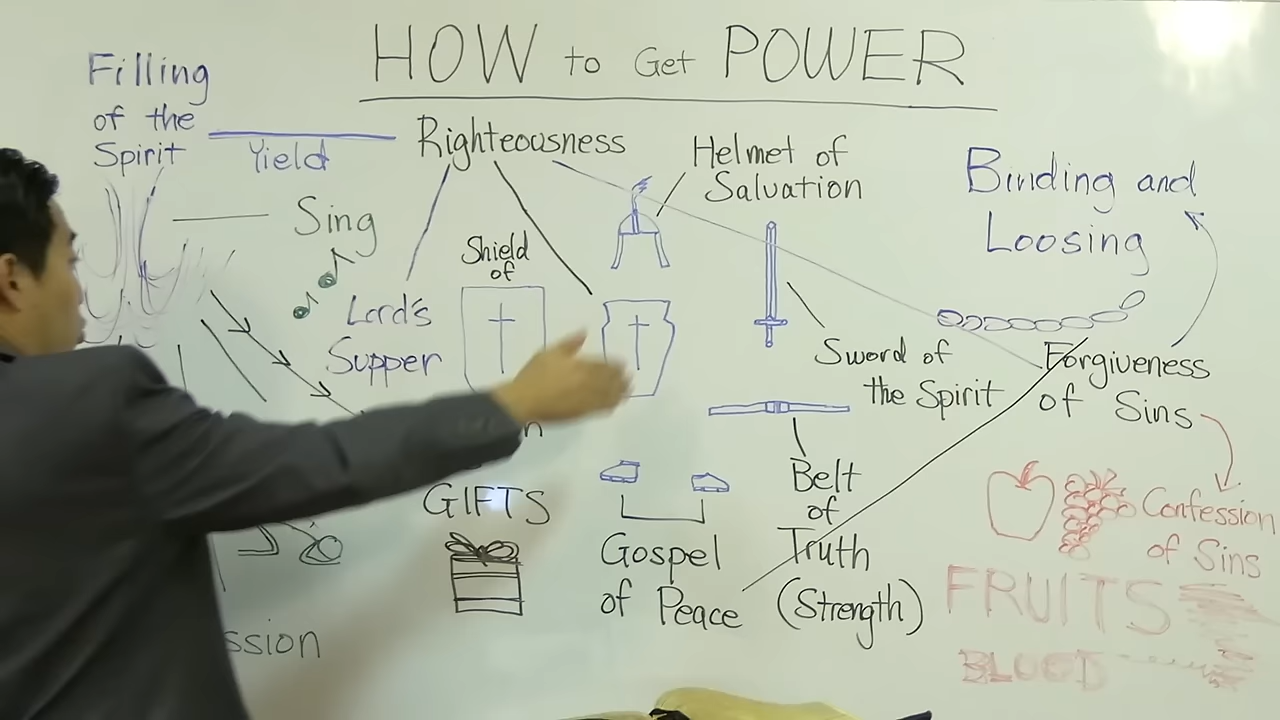 HOW to Get POWER
Filling
of the
Spirit
Yield
Righteousness
Sing
Shield
of
Lord's
Supper
Helmet of
Salvation
Sword of
the Spirit
Binding and
Loosing
Forgiveness
of Sins
Confession
of Sins
Belt
of
Truth
(Strength)
GIFTS
Gospel
of Peace
FRUITS
BLOOD